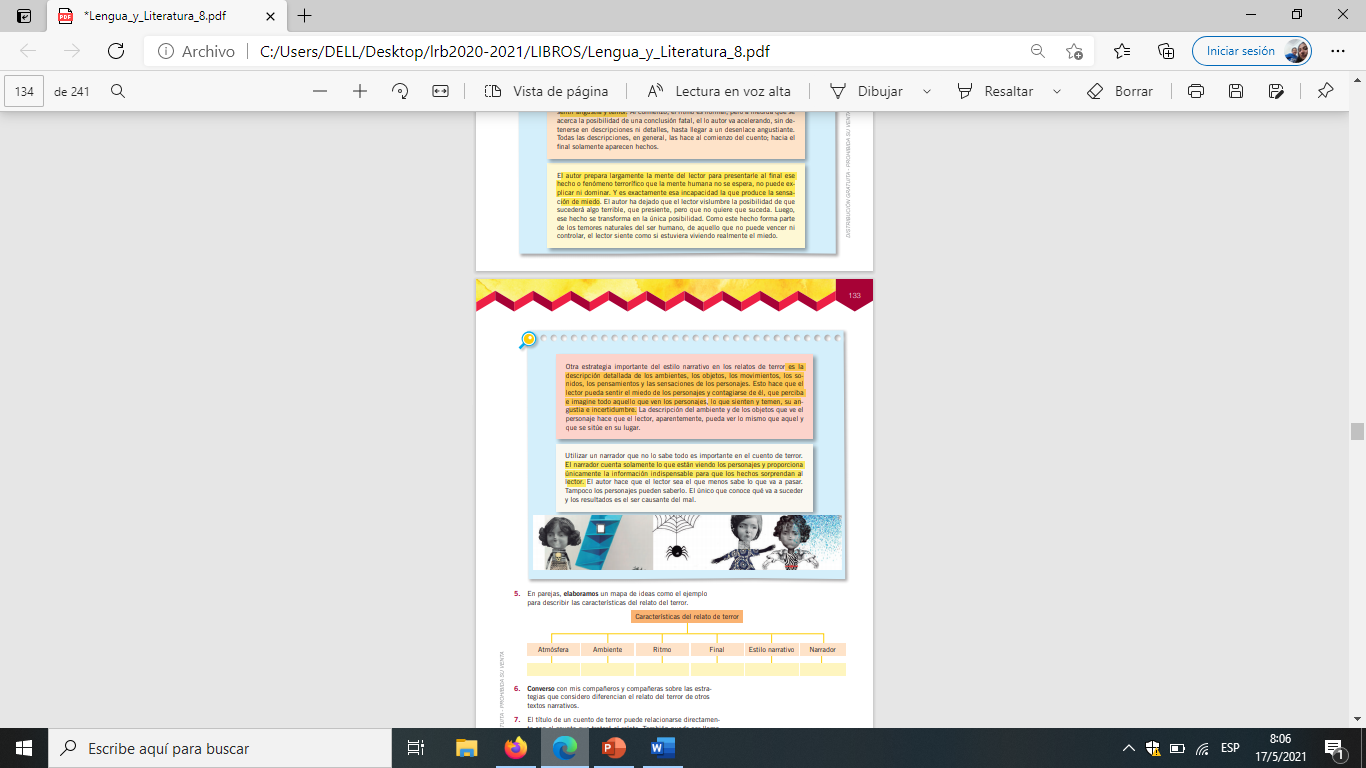 *Lengua_y_Literatura_8.pdf
Archivo C:/Users/DELL/Desktop/lrb2020-2021/LIBROS/Lengua_y_Literatura_8.pdf Iniciar sesión
134 de 241 Vista de página Lectura en voz alta Dibujar Resaltar Borrar
acerca la posibilidad de una conclusión fatal, el lo autor va acelerando, sin de-
tenerse en descripciones ni detalles, hasta llegar a un desenlace angustiante.
Todas las descripciones, en general, las hace al comienzo del cuento; hacia el
final solamente aparecen hechos.
El autor prepara largamente la mente del lector para presentarle al final ese
hecho o fenómeno terrorífico que la mente humana no se espera, no puede ex-
plicar ni dominar. Y es exactamente esa incapacidad la que produce la sensa-
ción de miedo. El autor ha dejado que el lector vislumbre la posibilidad de que
sucederá algo terrible, que presiente, pero que no quiere que suceda. Luego,
ese hecho se transforma en la única posibilidad. Como este hecho forma parte
de los temores naturales del ser humano, de aquello que no puede vencer ni
controlar, el lector siente como si estuviera viviendo realmente el miedo.
DISTRIBUCIÓN GRATUITA - PROHIBIDA SU VENTA
133
Otra estrategia importante del estilo narrativo en los relatos de terror es la
descripción detallada de los ambientes, los objetos, los movimientos, los so-
nidos, los pensamientos y las sensaciones de los personajes. Esto hace que el
lector pueda sentir el miedo de los personajes y contagiarse de él, que perciba
e imagine todo aquello que ven los personajes, lo que sienten y temen, su an-
gustia e incertidumbre. La descripción del ambiente y de los objetos que ve el
personaje hace que el lector, aparentemente, pueda ver lo mismo que aquel y
que se sitúe en su lugar.
Utilizar un narrador que no lo sabe todo es importante en el cuento de terror.
El narrador cuenta solamente lo que están viendo los personajes y proporciona
únicamente la información indispensable para que los hechos sorprendan al
lector. El autor hace que el lector sea el que menos sabe lo que va a pasar.
Tampoco los personajes pueden saberlo. El único que conoce qué va a suceder
y los resultados es el ser causante del mal.
5. En parejas, elaboramos un mapa de ideas como el ejemplo
para describir las características del relato del terror.
Características del relato de terror
Atmósfera Ambiente Ritmo Final Estilo narrativo Narrador
6. Converso con mis compañeros y compañeras sobre las estra-
tegias que considero diferencian el relato del terror de otros
textos narrativos.
7. El título de un cuento de terror puede relacionarse directamen-
PROHIBIDA SU VENTA
Escribe aquí para buscar
ESP
8:06
17/5/2021
1